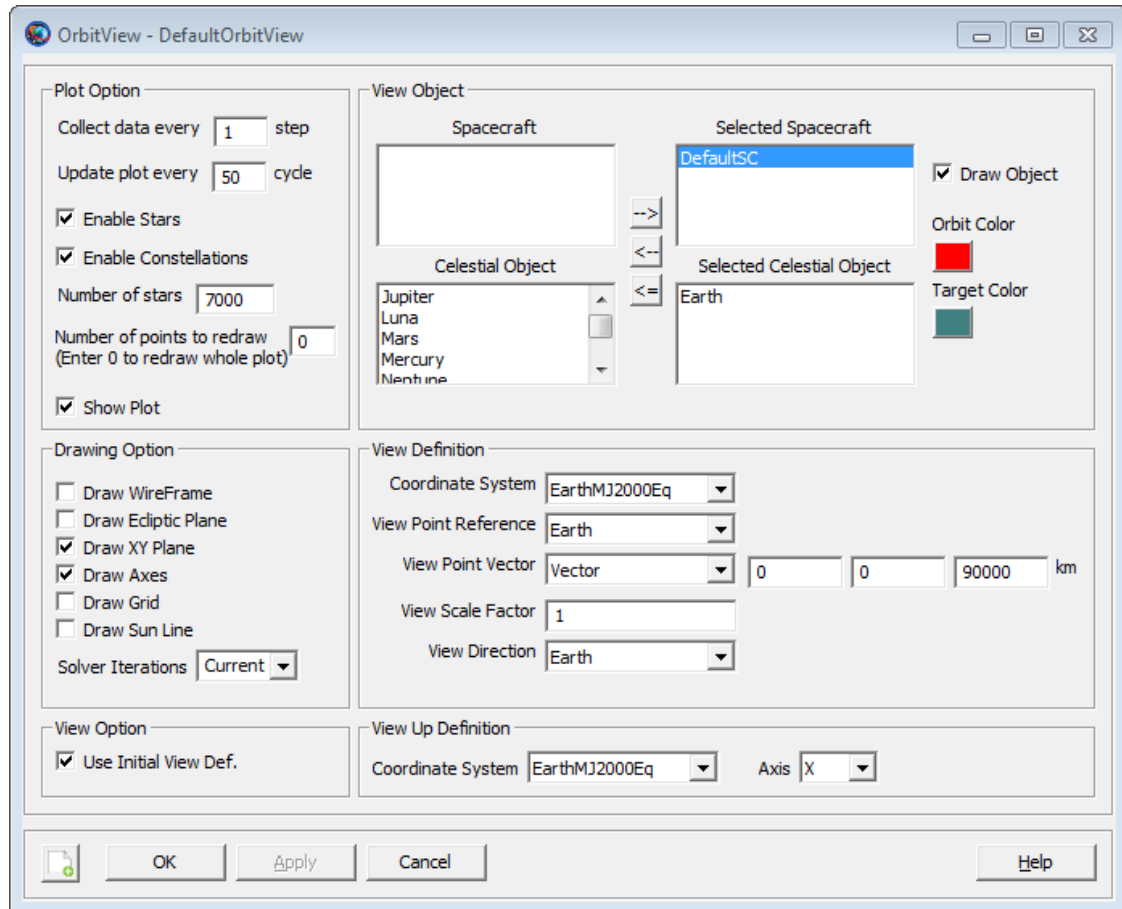 OrbitView - DefaultOrbitView
Plot Option
Collect data every 1 step
Update plot every 50 cycle
Enable Stars
Enable Constellations
Number of stars 7000
Number of points to redraw
(Enter 0 to redraw whole plot) 0
Show Plot
View Object
Spacecraft
Selected Spacecraft
DefaultSC
Draw Object
-->
<--
<=
Orbit Color
Target Color
Celestial Object
Jupiter
Luna
Mars
Mercury
Neptune
Selected Celestial Object
Earth
Drawing Option
Draw WireFrame
Draw Ecliptic Plane
Draw XY Plane
Draw Axes
Draw Grid
Draw Sun Line
Solver Iterations Current
View Definition
Coordinate System EarthMJ2000Eq
View Point Reference Earth
View Point Vector Vector 0 0 90000 km
View Scale Factor 1
View Direction Earth
View Option
Use Initial View Def.
View Up Definition
Coordinate System EarthMJ2000Eq Axis X
OK Apply Cancel Help